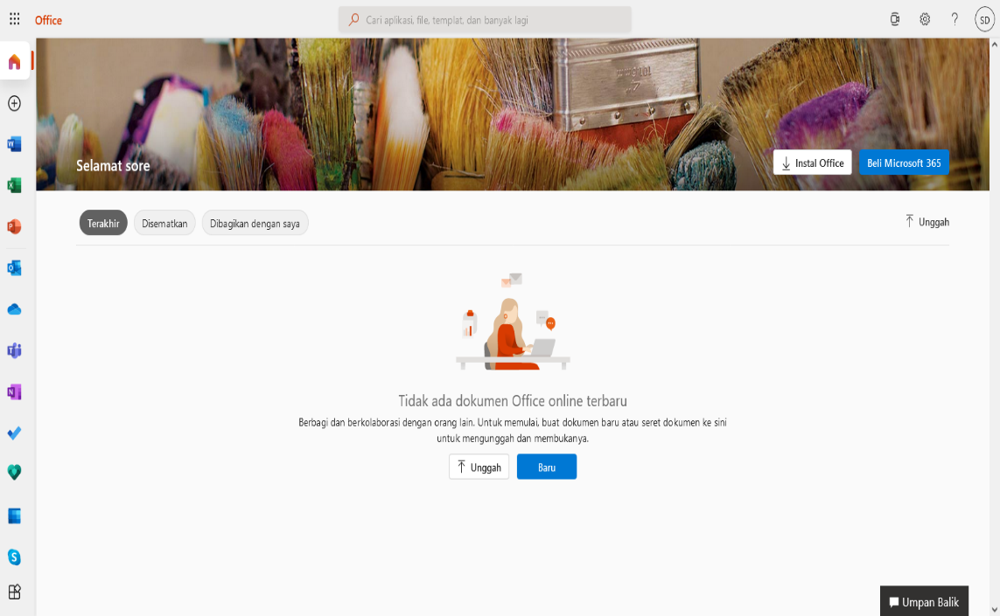 Office
Cari aplikasi, file, templat, dan banyak lagi
SD
Selamat sore
Instal Office
Beli Microsoft 365
Terakhir
Disematkan
Dibagikan dengan saya
Unggah
Tidak ada dokumen Office online terbaru
Berbagi dan berkolaborasi dengan orang lain. Untuk memulai, buat dokumen baru atau seret dokumen ke sini
untuk mengunggah dan membukanya.
Unggah
Baru
Umpan Balik